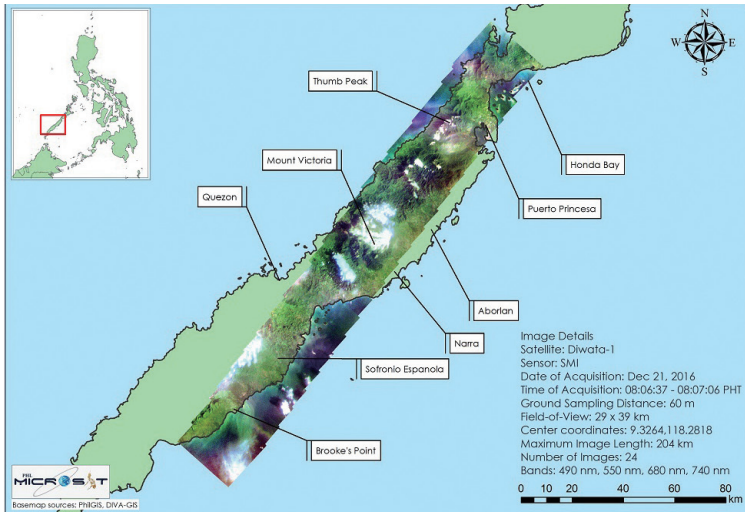 N
W E
S
Thumb Peak
Mount Victoria
Honda Bay
Quezon
Puerto Princesa
Aborlan
Narra
Sofronio Espanola
Brooke's Point
Image Details
Satellite: Diwata-1
Sensor: SMI
Date of Acquisition: Dec 21, 2016
Time of Acquisition: 08:06:37 - 08:07:06 PHT
Ground Sampling Distance: 60 m
Field-of-View: 29 x 39 km
Center coordinates: 9.3264,118.2818
Maximum Image Length: 204 km
Number of Images: 24
Bands: 490 nm, 550 nm, 680 nm, 740 nm
PHL
MICROSAT
Basemap sources: PhilGIS, DIVA-GIS
0 10 20 40 60 80
km